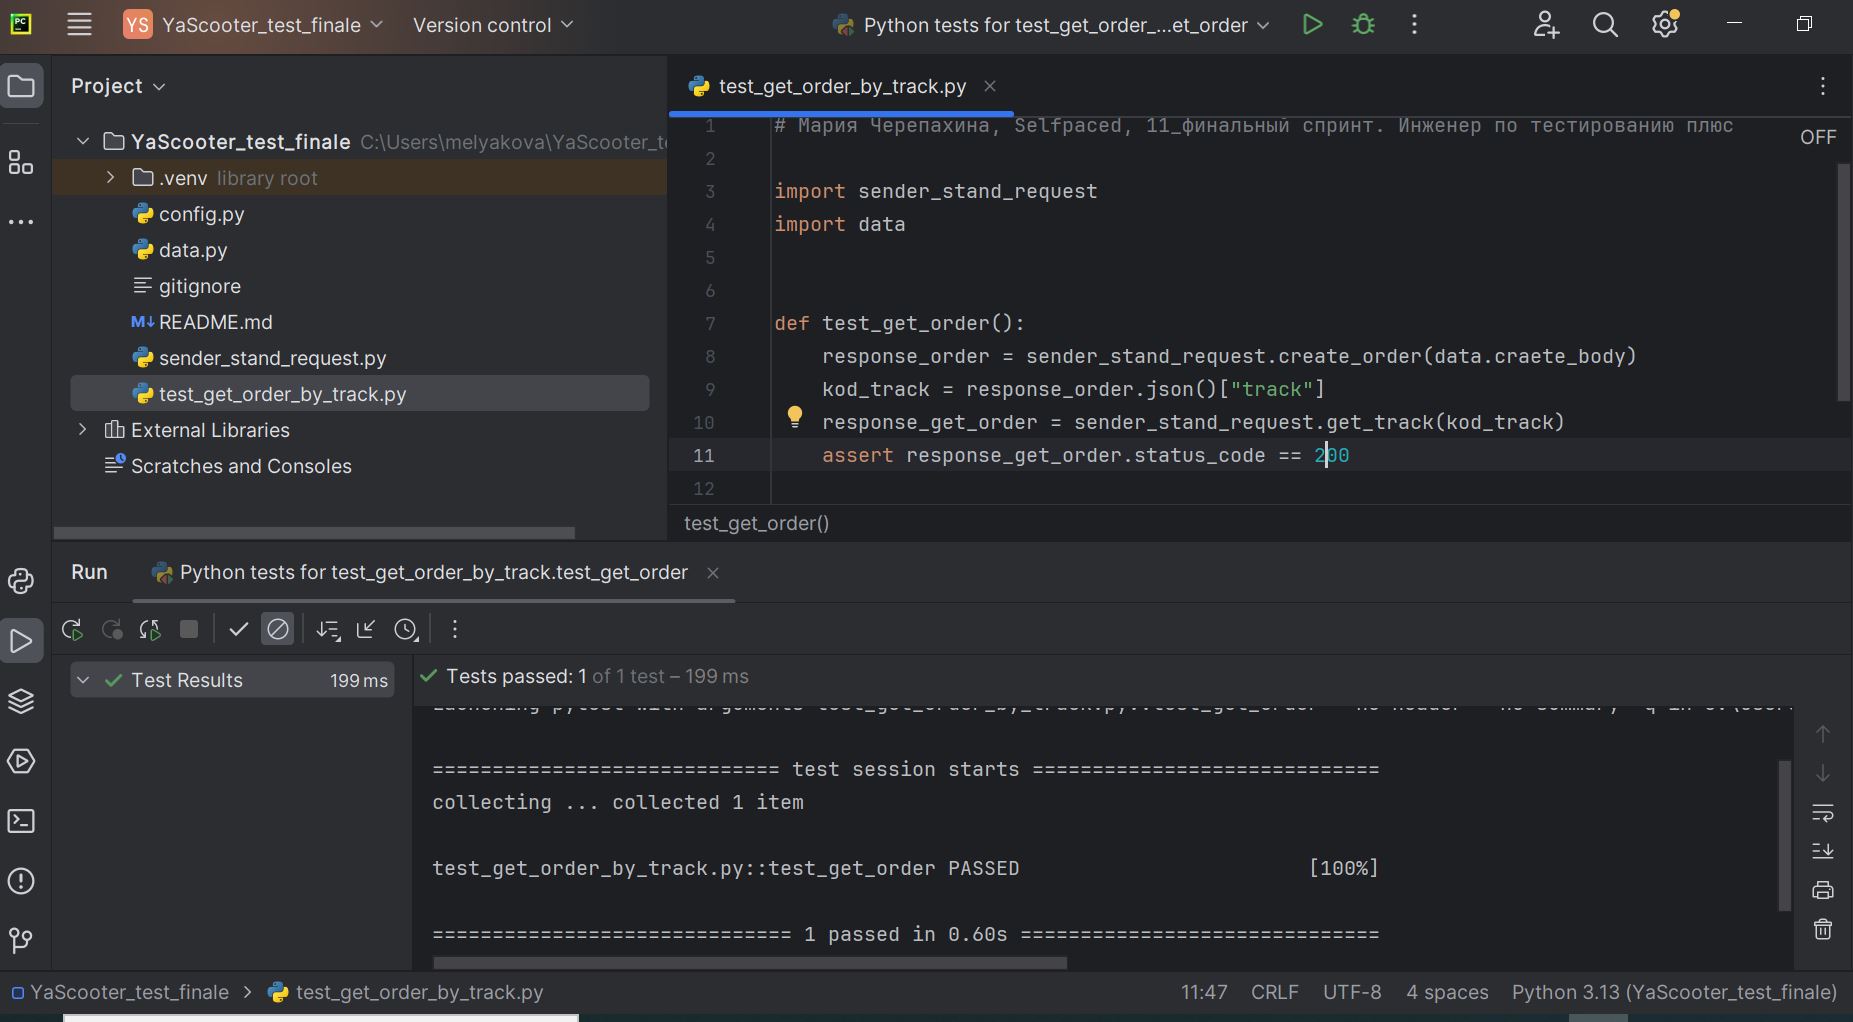 YS YaScooter_test_finale Version control Python tests for test_get_order_...et_order
Project
YaScooter_test_finale C:\Users\melyakova\YaScooter_te
.venv library root
config.py
data.py
gitignore
README.md
sender_stand_request.py
test_get_order_by_track.py
External Libraries
Scratches and Consoles
test_get_order_by_track.py
OFF
1 # Мария Черепахина, Selfpaced, 11_финальный спринт. Инженер по тестированию плюс
2
3 import sender_stand_request
4 import data
5
6
7 def test_get_order():
8 response_order = sender_stand_request.create_order(data.craete_body)
9 kod_track = response_order.json()["track"]
10 response_get_order = sender_stand_request.get_track(kod_track)
11 assert response_get_order.status_code == 200
12
test_get_order()
Run Python tests for test_get_order_by_track.test_get_order
Test Results 199 ms
Tests passed: 1 of 1 test – 199 ms
============================= test session starts =============================
collecting ... collected 1 item
test_get_order_by_track.py::test_get_order PASSED [100%]
============================== 1 passed in 0.60s ==============================
YaScooter_test_finale > test_get_order_by_track.py
11:47 CRLF UTF-8 4 spaces Python 3.13 (YaScooter_test_finale)